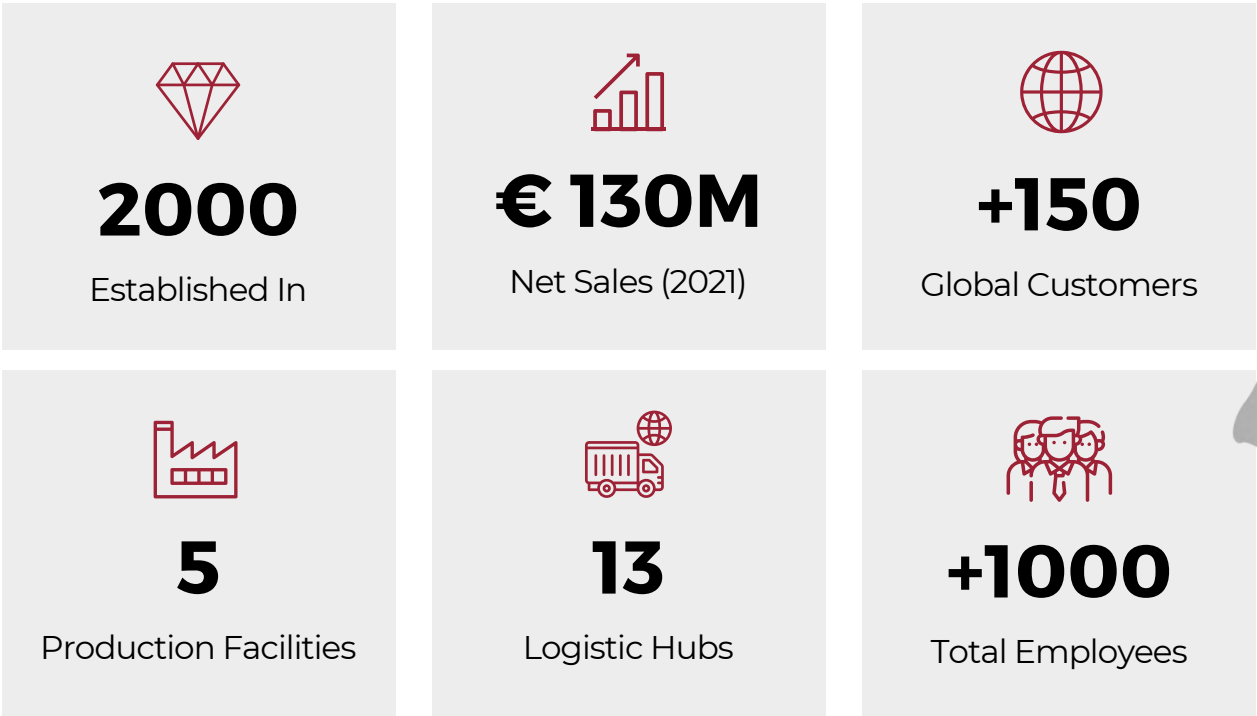 2000
Established In
€ 130M
Net Sales (2021)
+150
Global Customers
5
Production Facilities
13
Logistic Hubs
+1000
Total Employees